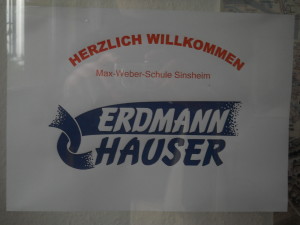 HERZLICH WILLKOMMEN
Max-Weber-Schule Sinsheim
ERDMANN
HAUSER